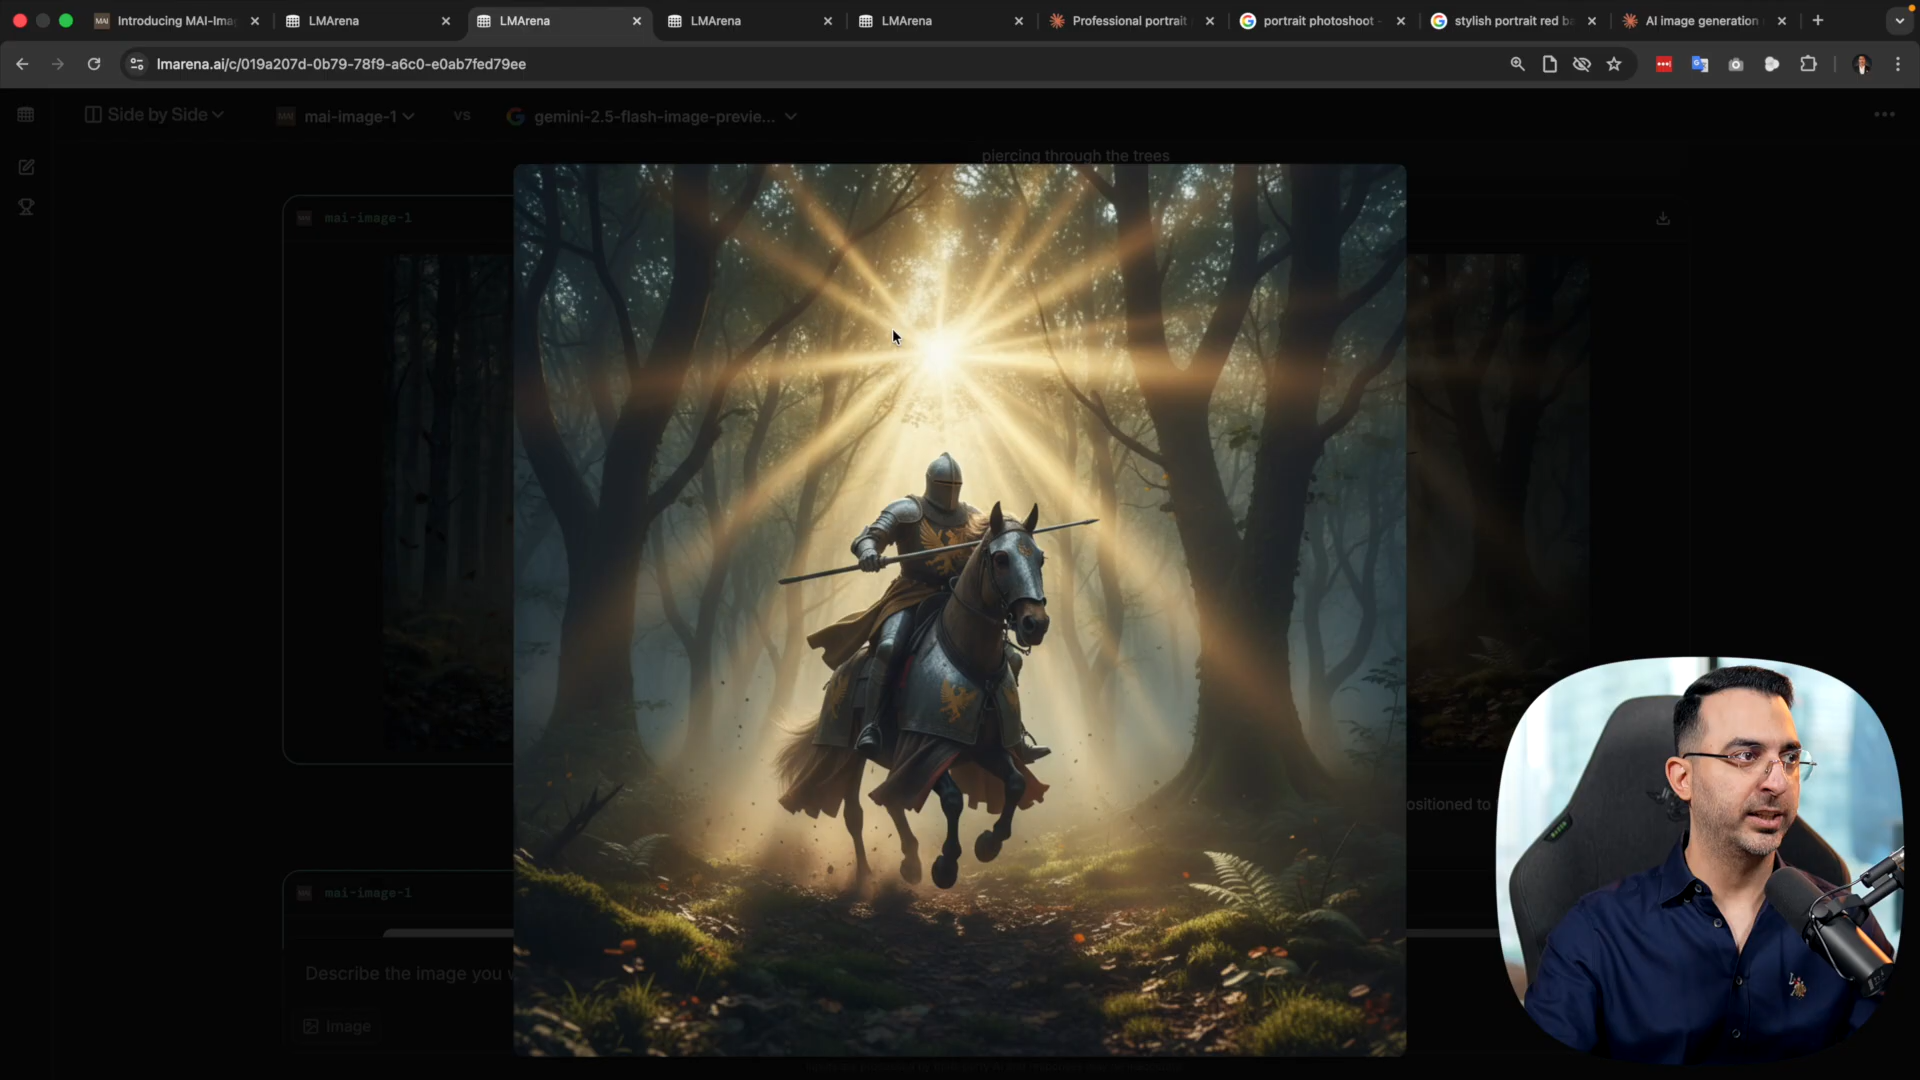 Introducing MAI-Ima
LMArena
LMArena
LMArena
LMArena
Professional portrait
portrait photoshoot -
stylish portrait red ba
AI image generation
lmarena.ai/c/019a207d-0b79-78f9-a6c0-e0ab7fed79ee
Side by Side
MAI mai-image-1
vs
gemini-2.5-flash-image-previe...
piercing through the trees
mai-image-1
ositioned to
mai-image-1
Describe the image you w
Image